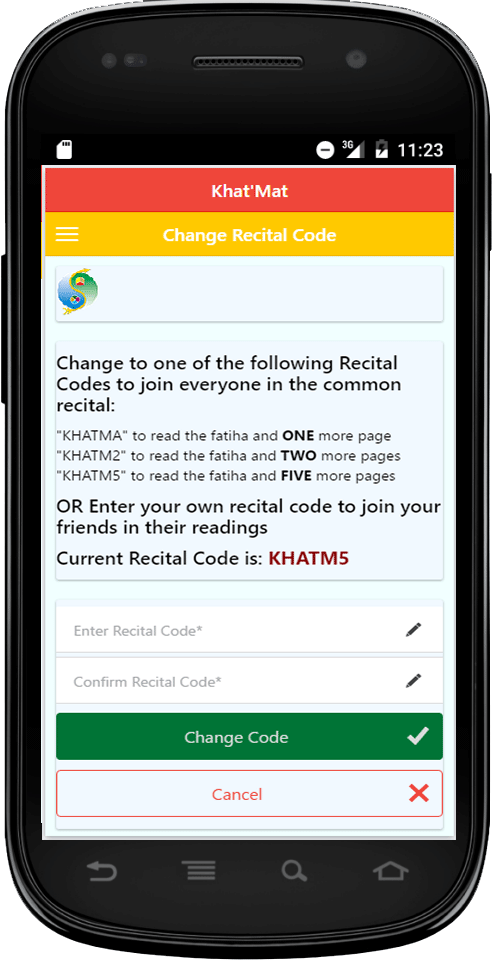 3G 11:23
Khat'Mat
Change Recital Code
Change to one of the following Recital
Codes to join everyone in the common
recital:
"KHATMA" to read the fatiha and ONE more page
"KHATM2" to read the fatiha and TWO more pages
"KHATM5" to read the fatiha and FIVE more pages
OR Enter your own recital code to join your
friends in their readings
Current Recital Code is: KHATM5
Enter Recital Code*
Confirm Recital Code*
Change Code
Cancel